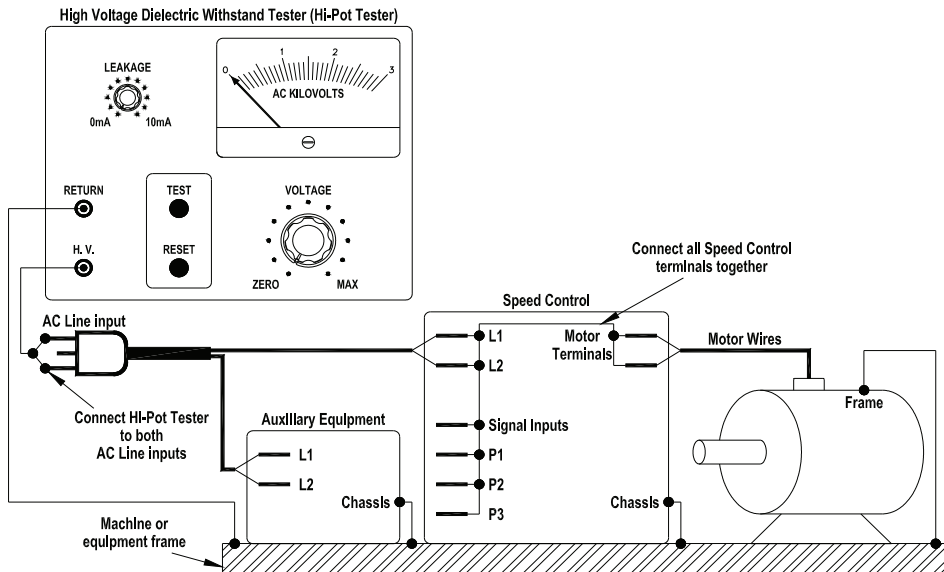 High Voltage Dielectric Withstand Tester (Hi-Pot Tester)
LEAKAGE
0mA 10mA
0 1 2 3
AC KILOVOLTS
RETURN
TEST
VOLTAGE
H. V.
RESET
ZERO MAX
Connect all Speed Control
terminals together
AC Line input
Speed Control
L1
L2
Motor
Terminals
Motor Wires
Connect Hi-Pot Tester
to both
AC Line inputs
Auxiliary Equipment
L1
L2
Chassis
Signal Inputs
P1
P2
P3
Chassis
Frame
Machine or
equipment frame